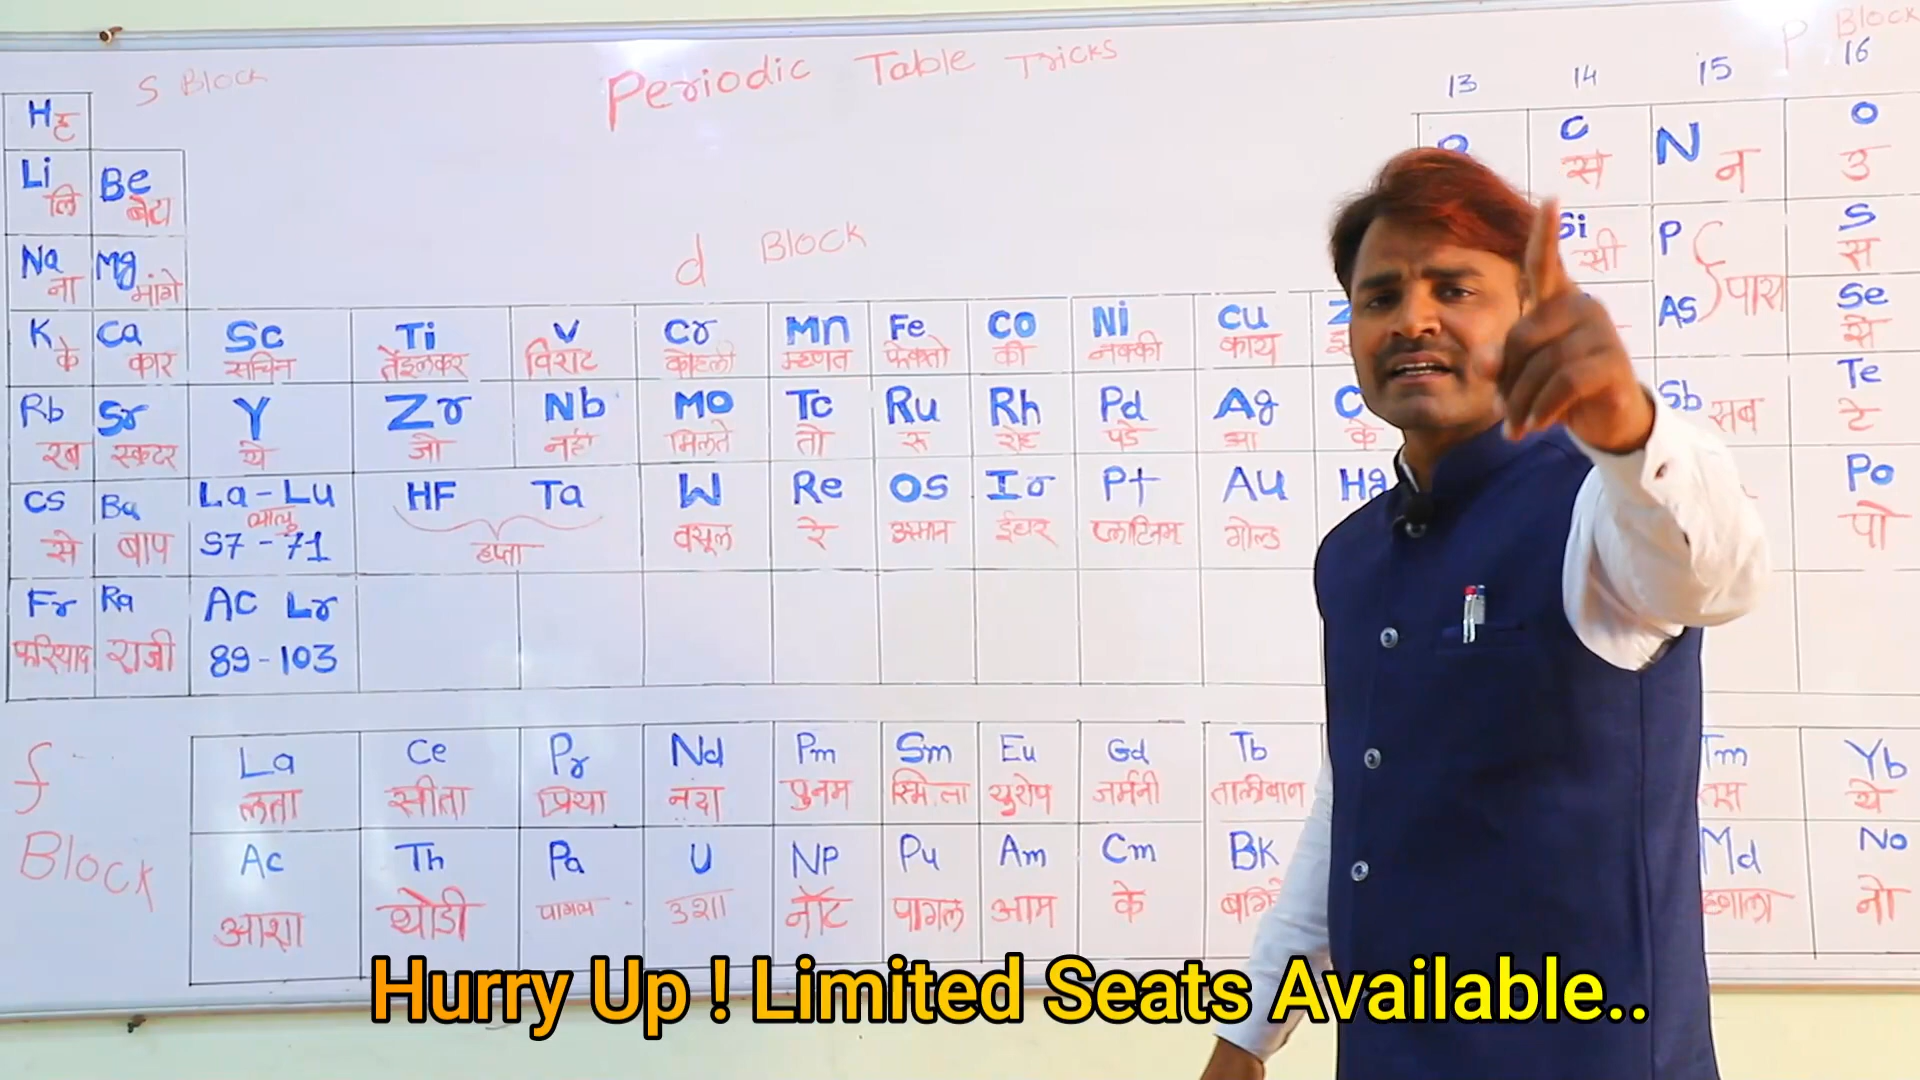 S Block
Periodic Table Tricks
P Block
13 14 15 16
H C N O
ह स न उ
Li Be Si P S
लि बेटा सी पास स
d Block
Na Mg As Se
ना मांगे से
K Ca Sc Ti V Cr Mn Fe Co Ni Cu Z
के कार सचिन तेंडुलकर विराट कोहली म्हणत फेकतो की नक्की काय
Rb Sr Y Zr Nb Mo Tc Ru Rh Pd Ag C Sb Te
रब स्कूटर ये जो नही मिलते तो रु रोह पडे आ के सब टे
Cs Ba La-Lu HF Ta W Re Os Ir Pt Au Hg Po
से बाप लालू हप्ता वसूल रे असान ईधर प्लाटिनम गोल्ड पो
57-71
Fr Ra AC Lr
फरियाद राजी 89-103
f Block
La Ce Pr Nd Pm Sm Eu Gd Tb Tm Yb
लता सीता प्रिया नंदा पुनम स्मिता युरोप जर्मनी तालीबान ये
Ac Th Pa U NP Pu Am Cm BK Md No
आशा थोडी पागल उशा नॉट पागल आम के नो
Hurry Up ! Limited Seats Available..